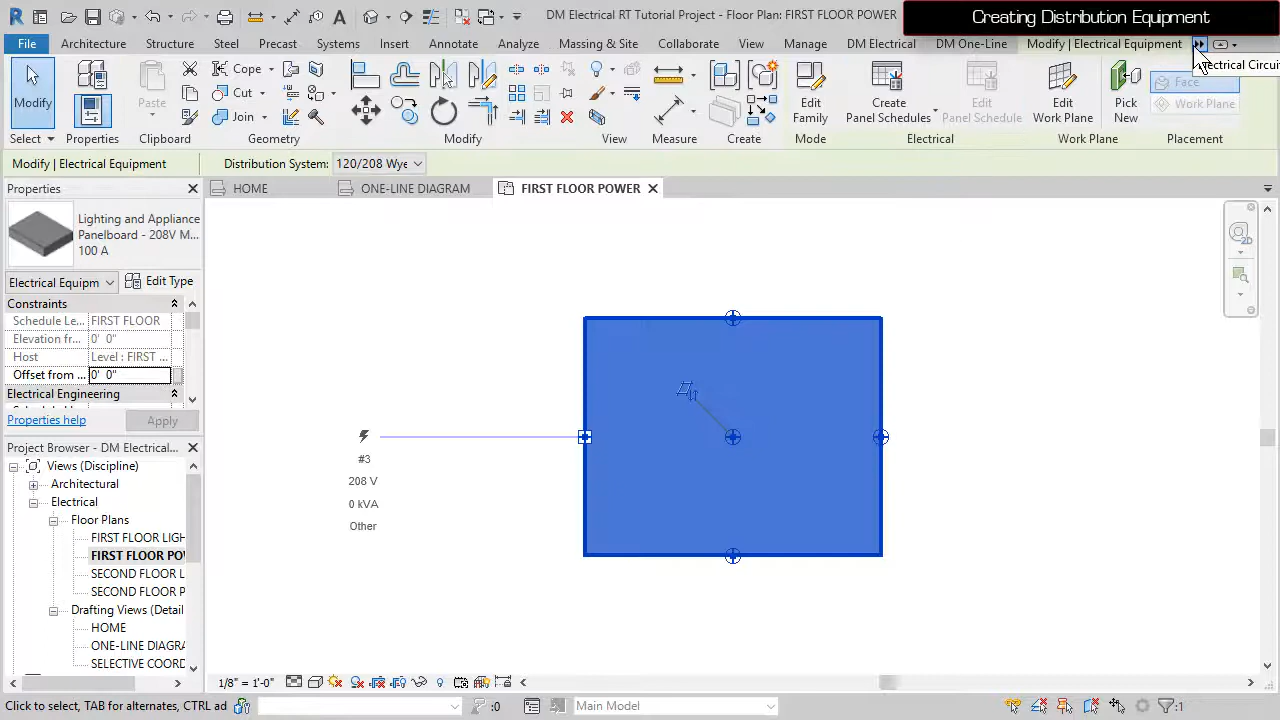 DM Electrical RT Tutorial Project - Floor Plan: FIRST FLOOR POWER
Creating Distribution Equipment
File Architecture Structure Steel Precast Systems Insert Annotate Analyze Massing & Site Collaborate View Manage DM Electrical DM One-Line Modify | Electrical Equipment
Electrical Circui
Modify
Properties
Paste
Cope
Cut
Join
Edit Family
Create Panel Schedules
Edit Panel Schedule
Edit Work Plane
Pick New
Face
Work Plane
Select Properties Clipboard Geometry Modify View Measure Create Mode Electrical Work Plane Placement
Modify | Electrical Equipment Distribution System: 120/208 Wye
Properties
HOME ONE-LINE DIAGRAM FIRST FLOOR POWER
Lighting and Appliance
Panelboard - 208V M...
100 A
Electrical Equipm Edit Type
Constraints
Schedule Le... FIRST FLOOR
Elevation fr... 0' 0"
Host Level : FIRST ...
Offset from ... 0' 0"
Electrical Engineering
Properties help Apply
Project Browser - DM Electrical...
Views (Discipline)
Architectural
Electrical
Floor Plans
FIRST FLOOR LIGH
FIRST FLOOR POW
SECOND FLOOR L
SECOND FLOOR P
Drafting Views (Detail
HOME
ONE-LINE DIAGRA
SELECTIVE COORD
#3
208 V
0 kVA
Other
2D
1/8" = 1'-0"
Click to select, TAB for alternates, CTRL ad
:0
Main Model
:1